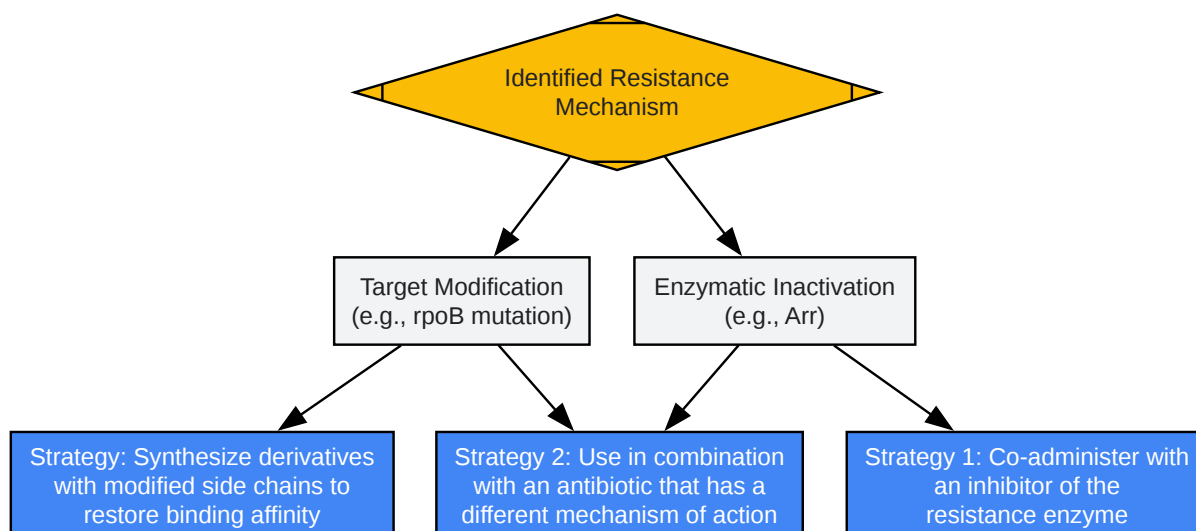 Identified Resistance
Mechanism
Target Modification
(e.g., rpoB mutation)
Enzymatic Inactivation
(e.g., Arr)
Strategy: Synthesize derivatives
with modified side chains to
restore binding affinity
Strategy 2: Use in combination
with an antibiotic that has a
different mechanism of action
Strategy 1: Co-administer with
an inhibitor of the
resistance enzyme